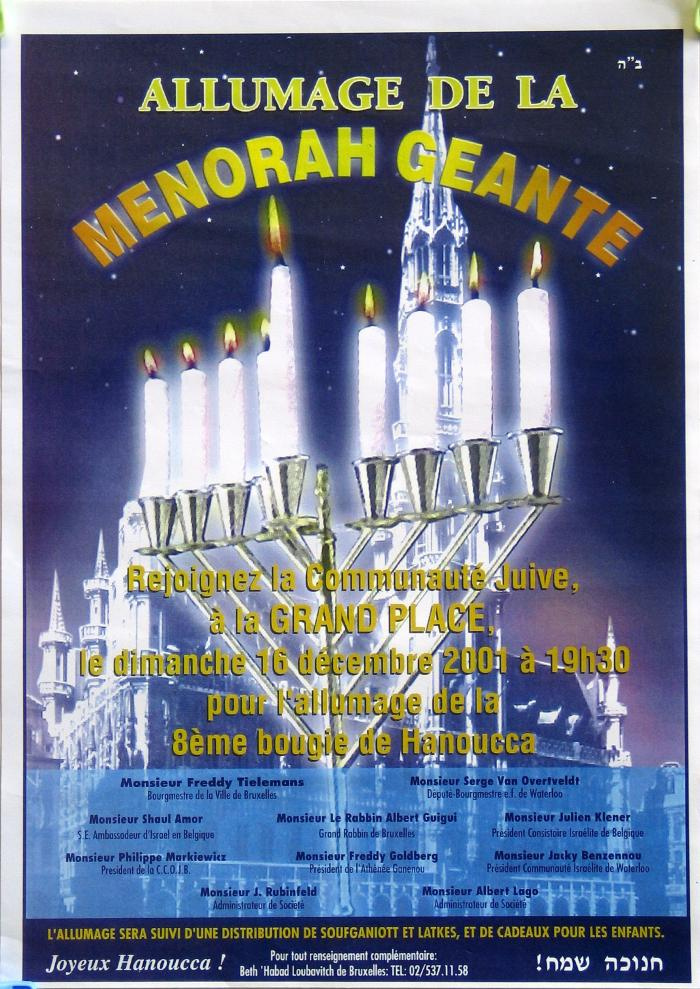 ב"ה
ALLUMAGE DE LA
MENORAH GEANTE
Rejoignez la Communauté Juive,
à la GRAND PLACE,
le dimanche 16 décembre 2001 à 19h30
pour l'allumage de la
8ème bougie de Hanoucca
Monsieur Freddy Tielemans Monsieur Serge Van Overtveldt
Bourgmestre de la Ville de Bruxelles Député-Bourgmestre e.f. de Waterloo
Monsieur Shaul Amor Monsieur Le Rabbin Albert Guigui Monsieur Julien Klener
S.E. Ambassadeur d'Israel en Belgique Grand Rabbin de Bruxelles Président Consistoire Israélite de Belgique
Monsieur Philippe Markiewicz Monsieur Freddy Goldberg Monsieur Jacky Benzennou
President de la C.C.O.J.B. Président de l'Athénée Ganenou Président Communauté Israélite de Waterloo
Monsieur J. Rubinfeld Monsieur Albert Lago
Administrateur de Société Administrateur de Société
L'ALLUMAGE SERA SUIVI D'UNE DISTRIBUTION DE SOUFGANIOTT ET LATKES, ET DE CADEAUX POUR LES ENFANTS.
Joyeux Hanoucca ! Pour tout renseignement complémentaire: חנוכה שמח!
Beth 'Habad Loubavitch de Bruxelles: TEL: 02/537.11.58